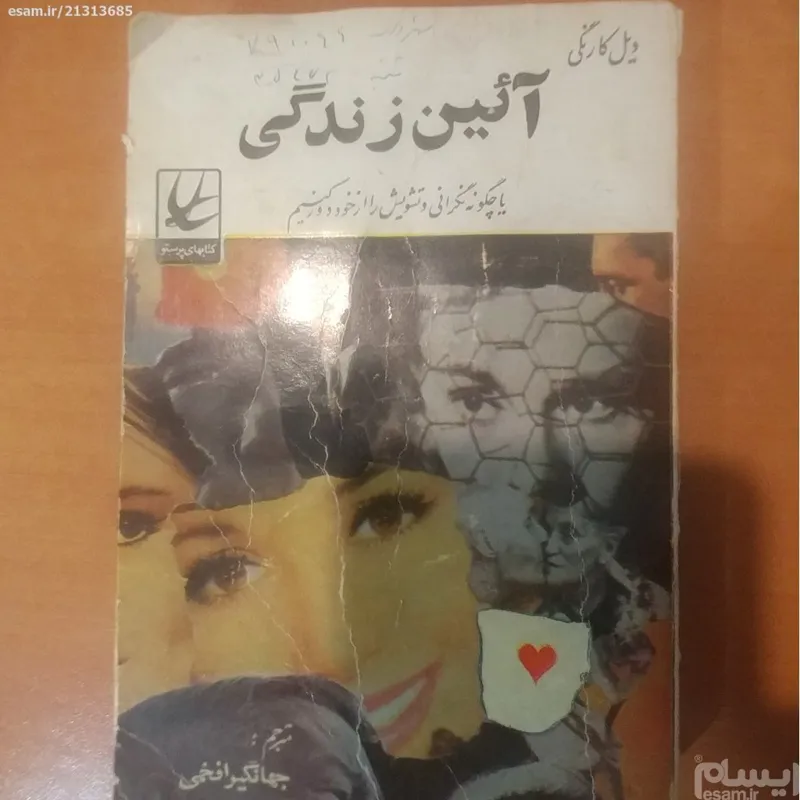 esam.ir/21313685
دیل کارنگی
آئین زندگی
یا چگونه نگرانی و تشویش را از خود دور کنیم
کتابهای پرستو
مترجم :
جهانگیر افخمی
ایسام®
esam.ir